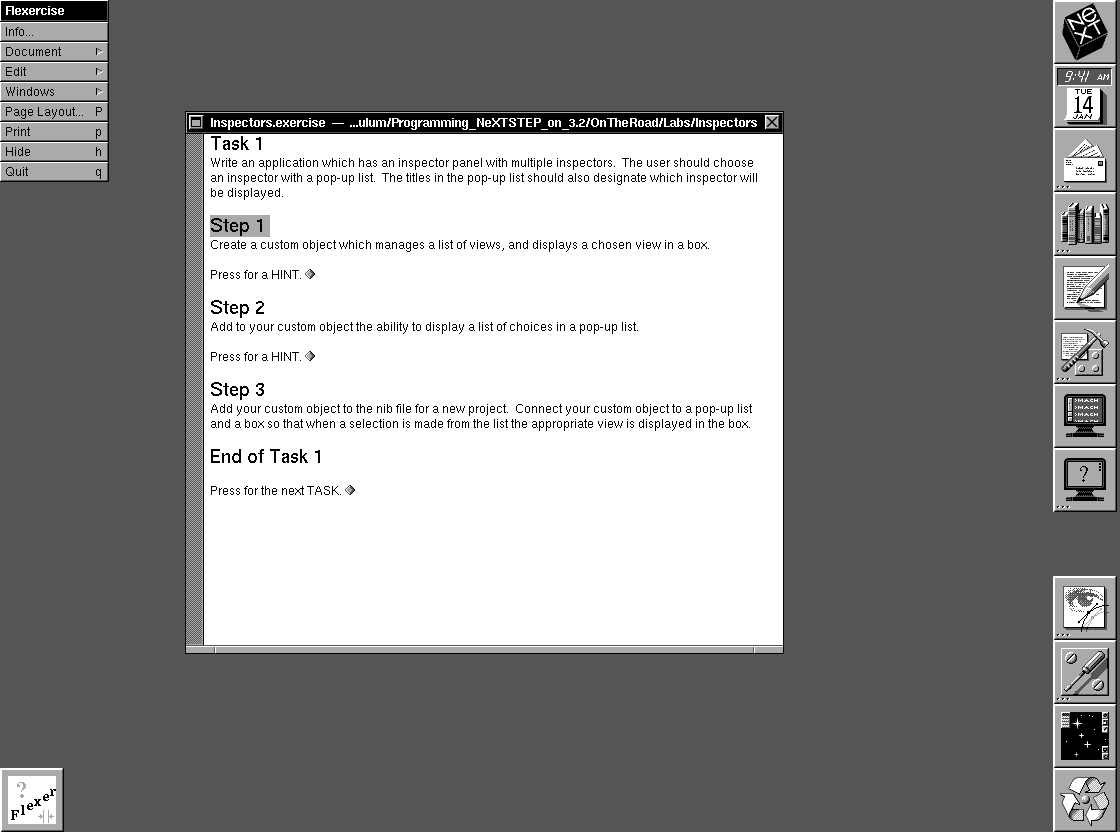 Flexercise
Info...
Document
Edit
Windows
Page Layout... P
Print p
Hide h
Quit q
Inspectors.exercise — ...ulum/Programming_NeXTSTEP_on_3.2/OnTheRoad/Labs/Inspectors
Task 1
Write an application which has an inspector panel with multiple inspectors. The user should choose
an inspector with a pop-up list. The titles in the pop-up list should also designate which inspector will
be displayed.
Step 1
Create a custom object which manages a list of views, and displays a chosen view in a box.
Press for a HINT.
Step 2
Add to your custom object the ability to display a list of choices in a pop-up list.
Press for a HINT.
Step 3
Add your custom object to the nib file for a new project. Connect your custom object to a pop-up list
and a box so that when a selection is made from the list the appropriate view is displayed in the box.
End of Task 1
Press for the next TASK.
NeXT
9:41 AM
TUE
14
JAN
>MACH
>MACH
>MACH
>MACH
?
?
Flexer